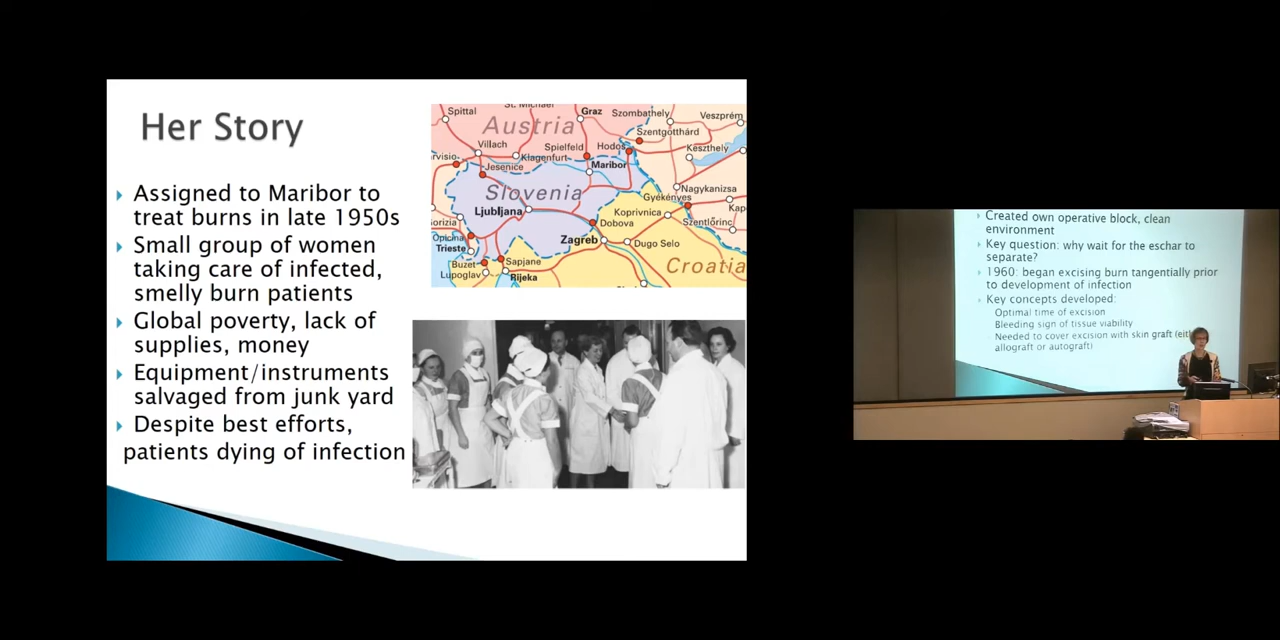 Her Story
Assigned to Maribor to
treat burns in late 1950s
Small group of women
taking care of infected,
smelly burn patients
Global poverty, lack of
supplies, money
Equipment/instruments
salvaged from junk yard
Despite best efforts,
patients dying of infection
Spittal
Graz
Szombathely
Veszprém
Austria
Szentgotthárd
Villach
Spielfeld
Hodoš
Keszthely
Klagenfurt
Jesenice
Maribor
Slovenia
Nagykanizsa
Gyékényes
Ljubljana
Koprivnica
Szentlőrinc
Dobova
Opicina
Trieste
Zagreb
Dugo Selo
Sapjane
Buzet
Lupoglav
Rijeka
Croatia
Created own operative block, clean
environment
Key question: why wait for the eschar to
separate?
1960: began excising burn tangentially prior
to development of infection
Key concepts developed:
Optimal time of excision
Bleeding sign of tissue viability
Needed to cover excision with skin graft (eit
allograft or autograft)